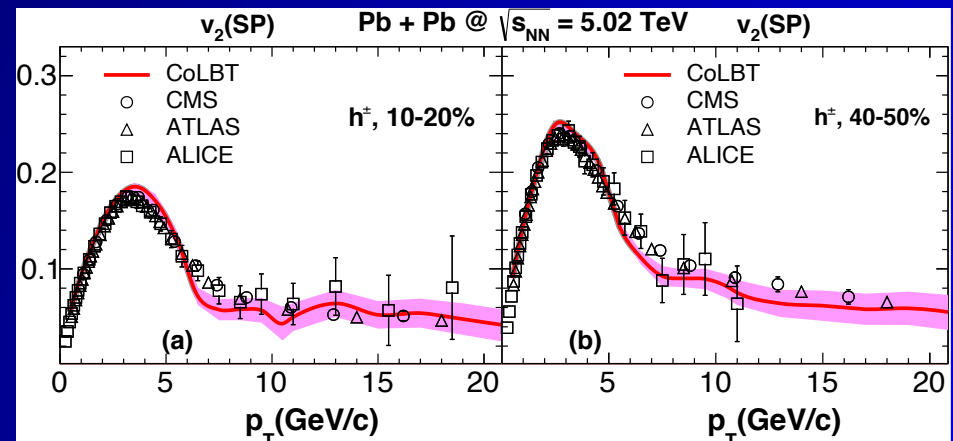 v₂(SP) Pb + Pb @ √sNN = 5.02 TeV v₂(SP)
0.3
0.2
0.1
CoLBT
CMS
ATLAS
ALICE
h±, 10-20%
(a)
CoLBT
CMS
ATLAS
ALICE
h±, 40-50%
(b)
0 5 10 15 20 5 10 15 20
pT(GeV/c) pT(GeV/c)